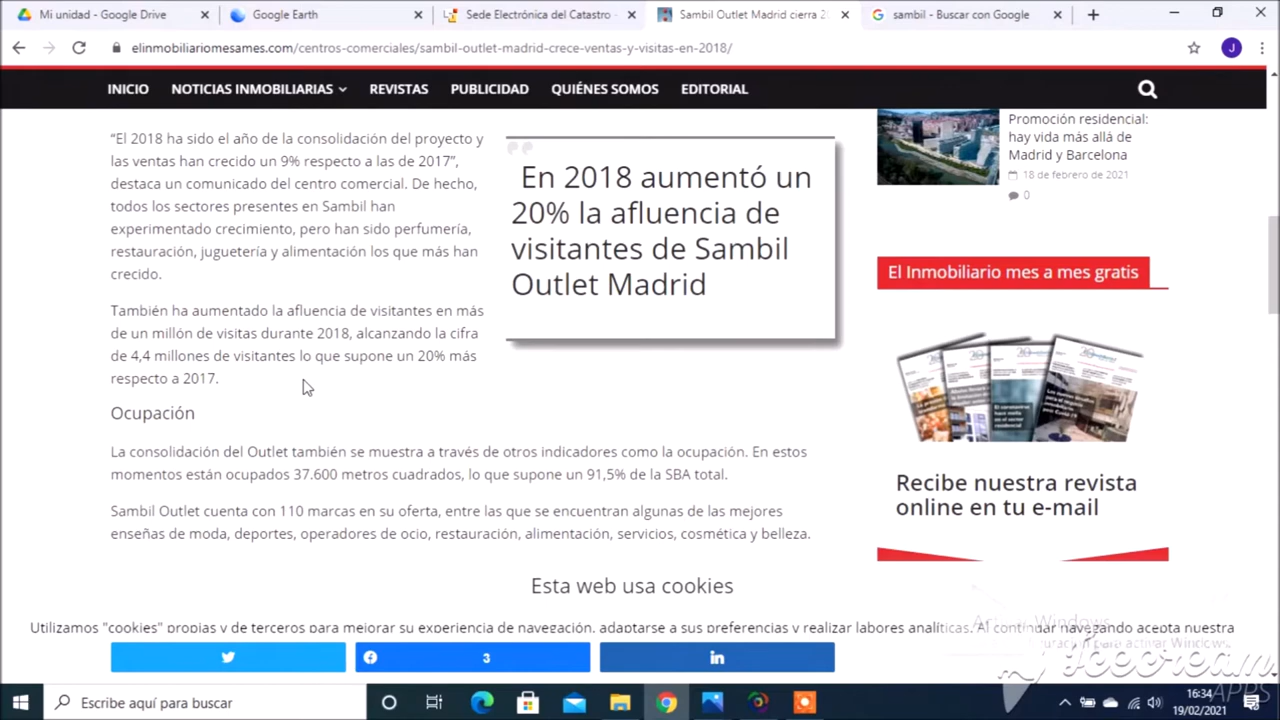 Mi unidad - Google Drive
Google Earth
Sede Electrónica del Catastro -
Sambil Outlet Madrid cierra 20
sambil - Buscar con Google
elinmobiliariomesames.com/centros-comerciales/sambil-outlet-madrid-crece-ventas-y-visitas-en-2018/
J
INICIO
NOTICIAS INMOBILIARIAS
REVISTAS
PUBLICIDAD
QUIÉNES SOMOS
EDITORIAL
“El 2018 ha sido el año de la consolidación del proyecto y
las ventas han crecido un 9% respecto a las de 2017”,
destaca un comunicado del centro comercial. De hecho,
todos los sectores presentes en Sambil han
experimentado crecimiento, pero han sido perfumería,
restauración, juguetería y alimentación los que más han
crecido.
También ha aumentado la afluencia de visitantes en más
de un millón de visitas durante 2018, alcanzando la cifra
de 4,4 millones de visitantes lo que supone un 20% más
respecto a 2017.
En 2018 aumentó un
20% la afluencia de
visitantes de Sambil
Outlet Madrid
Ocupación
La consolidación del Outlet también se muestra a través de otros indicadores como la ocupación. En estos
momentos están ocupados 37.600 metros cuadrados, lo que supone un 91,5% de la SBA total.
Sambil Outlet cuenta con 110 marcas en su oferta, entre las que se encuentran algunas de las mejores
enseñas de moda, deportes, operadores de ocio, restauración, alimentación, servicios, cosmética y belleza.
Promoción residencial:
hay vida más allá de
Madrid y Barcelona
18 de febrero de 2021
0
El Inmobiliario mes a mes gratis
Recibe nuestra revista
online en tu e-mail
Esta web usa cookies
Utilizamos "cookies" propias y de terceros para mejorar su experiencia de navegación, adaptarse a sus preferencias y realizar labores analíticas. Al continuar navegando acepta nuestra
3
Icecream
APPS
Escribe aquí para buscar
16:34
19/02/2021